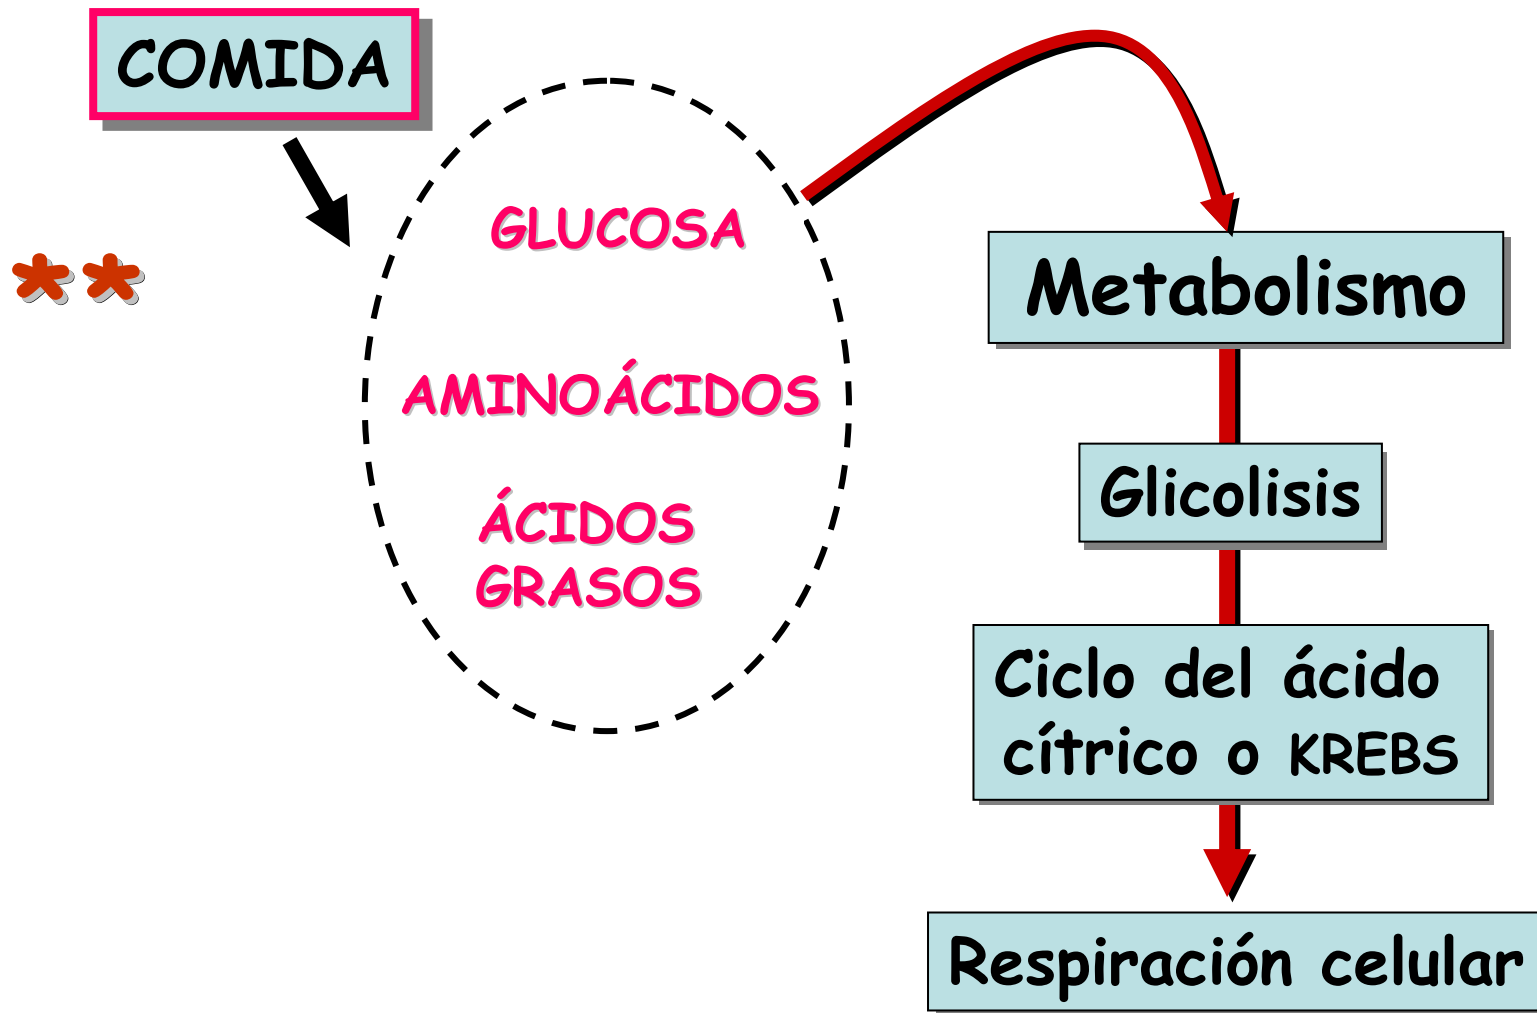 COMIDA
GLUCOSA
AMINOÁCIDOS
ÁCIDOS
GRASOS
**
Metabolismo
Glicolisis
Ciclo del ácido
cítrico o KREBS
Respiración celular